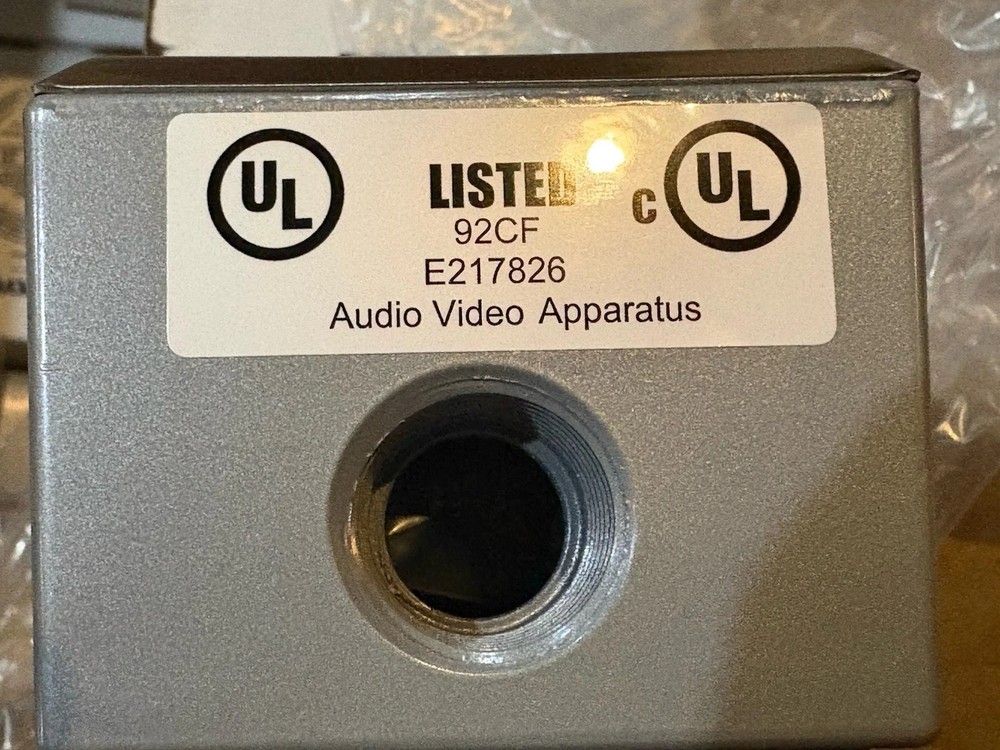 UL LISTED C UL
92CF
E217826
Audio Video Apparatus